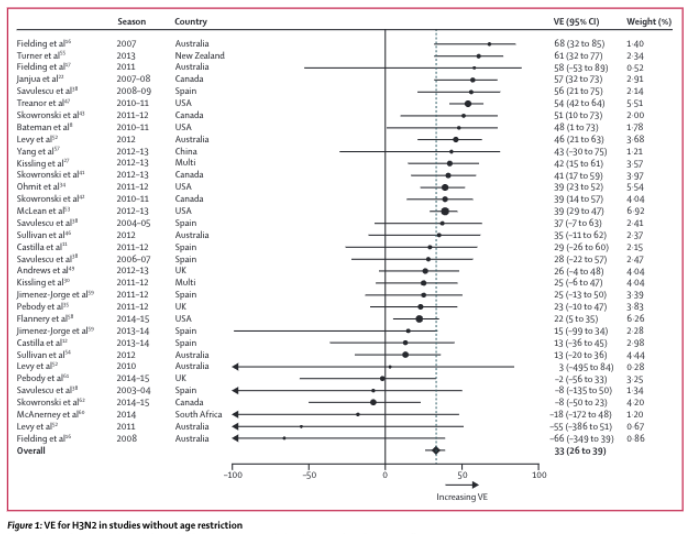 Season Country VE (95% CI) Weight (%)
Fielding et al 2007 Australia 68 (32 to 85) 1·40
Turner et al 2013 New Zealand 61 (32 to 77) 2·34
Fielding et al 2011 Australia 58 (−53 to 89) 0·52
Janjua et al 2007–08 Canada 57 (32 to 73) 2·91
Savulescu et al 2008–09 Spain 56 (21 to 75) 2·14
Treanor et al 2010–11 USA 54 (42 to 64) 5·51
Skowronski et al 2011–12 Canada 51 (10 to 73) 2·00
Bateman et al 2010–11 USA 48 (1 to 73) 1·78
Levy et al 2012 Australia 46 (21 to 63) 3·68
Yang et al 2012–13 China 43 (−30 to 75) 1·21
Kissling et al 2012–13 Multi 42 (15 to 61) 3·57
Skowronski et al 2012–13 Canada 41 (17 to 59) 3·97
Ohmit et al 2011–12 USA 39 (23 to 52) 5·54
Skowronski et al 2010–11 Canada 39 (14 to 57) 4·04
McLean et al 2012–13 USA 39 (29 to 47) 6·92
Savulescu et al 2004–05 Spain 37 (−7 to 63) 2·41
Sullivan et al 2012 Australia 35 (−11 to 62) 2·37
Castilla et al 2011–12 Spain 29 (−26 to 60) 2·15
Savulescu et al 2006–07 Spain 28 (−22 to 57) 2·47
Andrews et al 2012–13 UK 26 (−4 to 48) 4·04
Kissling et al 2011–12 Multi 25 (−6 to 47) 4·04
Jimenez-Jorge et al 2011–12 Spain 25 (−13 to 50) 3·39
Pebody et al 2011–12 UK 23 (−10 to 47) 3·83
Flannery et al 2014–15 USA 22 (5 to 35) 6·26
Jimenez-Jorge et al 2013–14 Spain 15 (−99 to 34) 2·28
Castilla et al 2013–14 Spain 13 (−36 to 45) 2·98
Sullivan et al 2012 Australia 13 (−20 to 36) 4·44
Levy et al 2010 Australia 3 (−495 to 84) 0·28
Pebody et al 2014–15 UK −2 (−56 to 33) 3·25
Savulescu et al 2003–04 Spain −8 (−135 to 50) 1·34
Skowronski et al 2014–15 Canada −8 (−50 to 23) 4·20
McAnerney et al 2014 South Africa −18 (−172 to 48) 1·20
Levy et al 2011 Australia −55 (−386 to 51) 0·67
Fielding et al 2008 Australia −66 (−349 to 39) 0·86
Overall 33 (26 to 39)
−100 −50 0 50 100
Increasing VE
Figure 1: VE for H3N2 in studies without age restriction